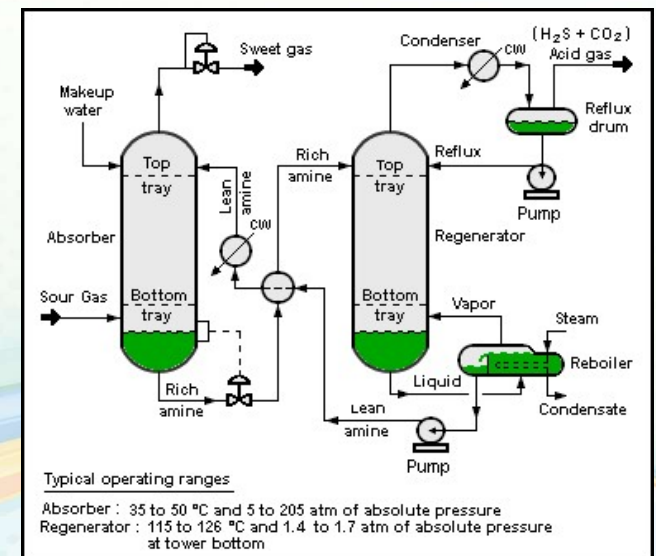 (H₂S + CO₂)
Acid gas
Condenser
CW
Sweet gas
Makeup
water
Reflux
drum
Rich
amine
Reflux
Top
tray
Lean
amine
Top
tray
Pump
CW
Absorber
Regenerator
Sour Gas
Bottom
tray
Bottom
tray
Vapor
Steam
Reboiler
Rich
amine
Liquid
Condensate
Lean
amine
Pump
Typical operating ranges
Absorber : 35 to 50 ºC and 5 to 205 atm of absolute pressure
Regenerator : 115 to 126 ºC and 1.4 to 1.7 atm of absolute pressure
at tower bottom